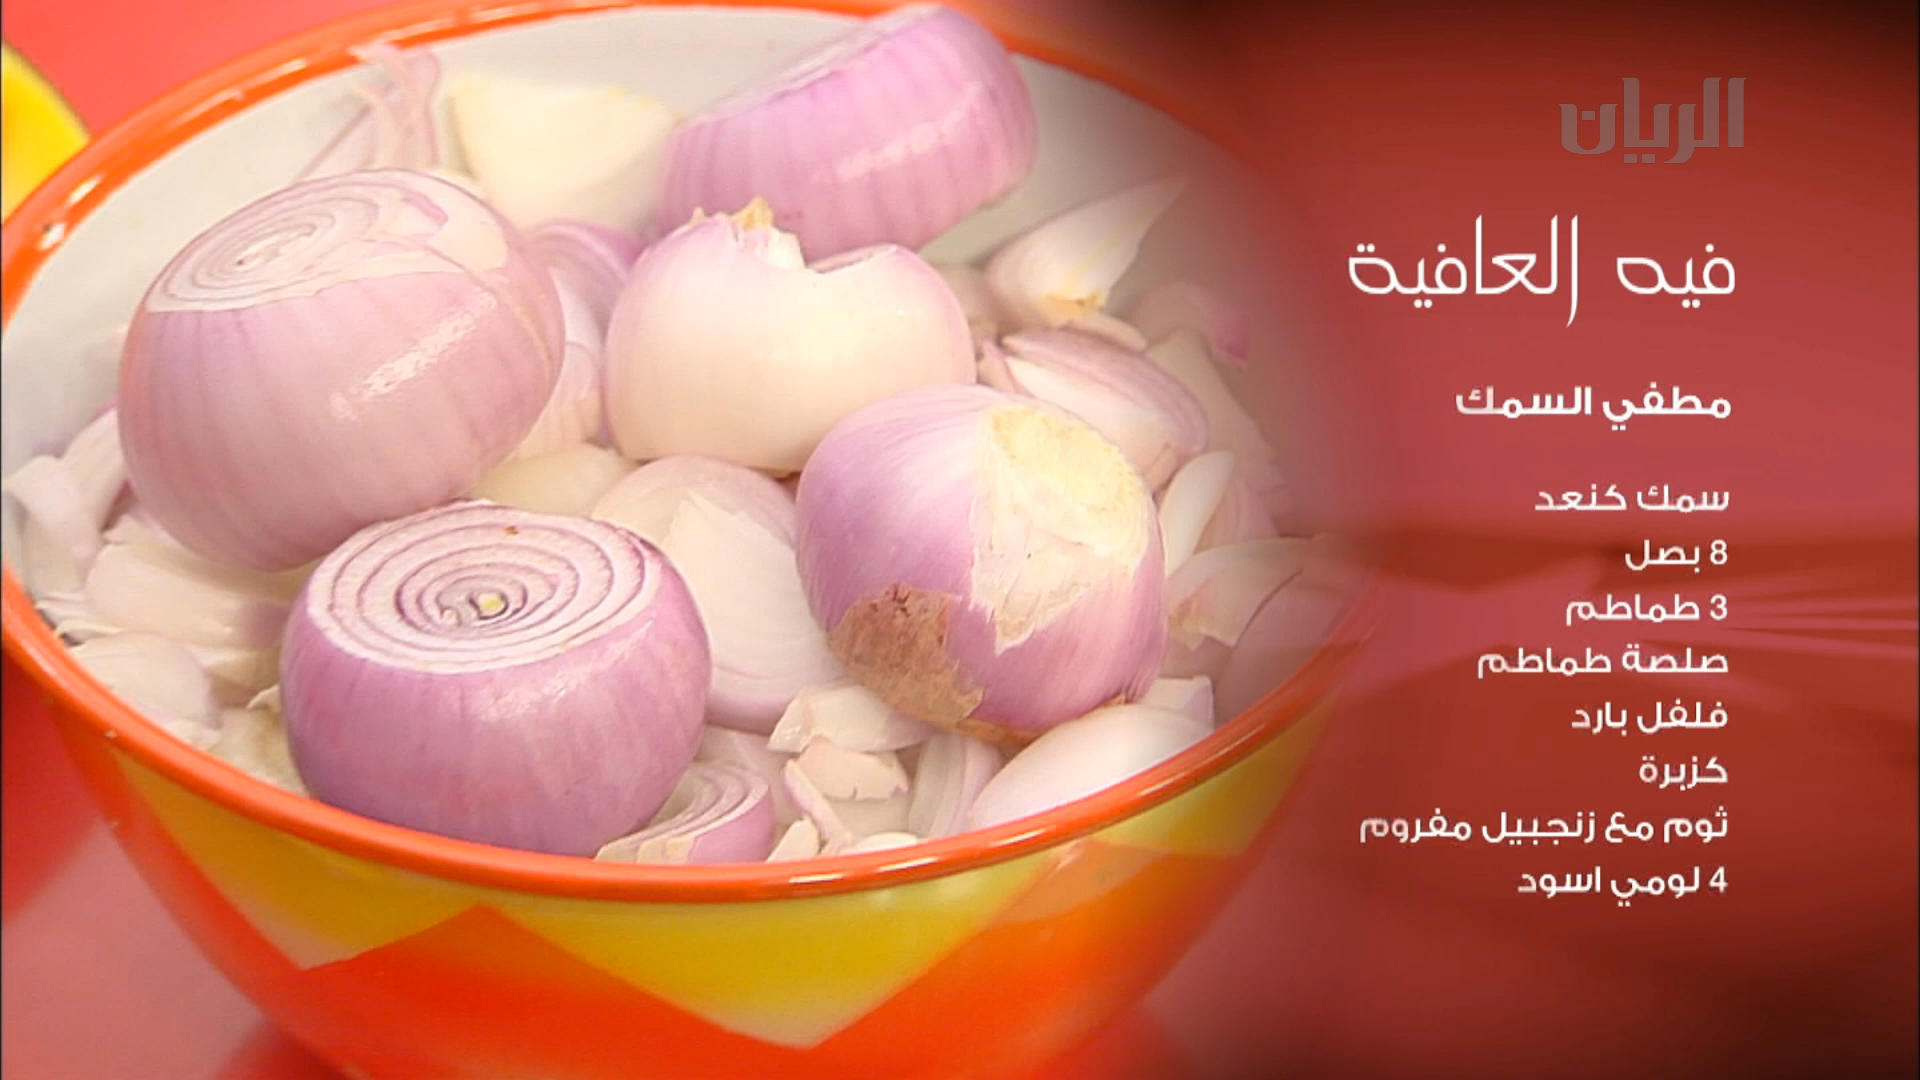 الريان
فيه العافية
مطفي السمك
سمك كنعد
8 بصل
3 طماطم
صلصة طماطم
فلفل بارد
كزبرة
ثوم مع زنجبيل مفروم
4 لومي اسود